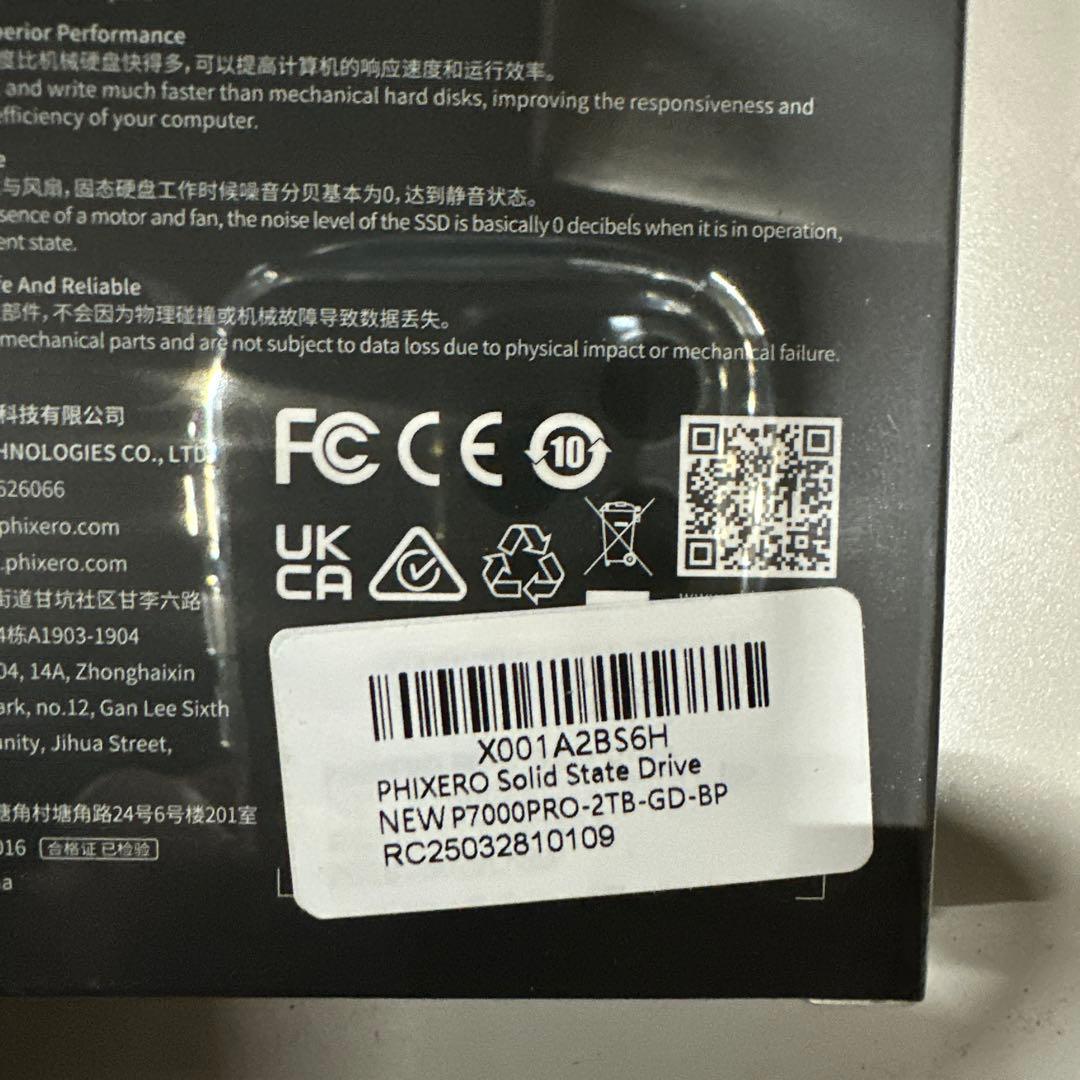 erior Performance
度比机械硬盘快得多,可以提高计算机的响应速度和运行效率。
and write much faster than mechanical hard disks, improving the responsiveness and
efficiency of your computer.
e
与风扇,固态硬盘工作时候噪音分贝基本为0,达到静音状态。
sence of a motor and fan, the noise level of the SSD is basically 0 decibels when it is in operation,
ent state.
fe And Reliable
部件,不会因为物理碰撞或机械故障导致数据丢失。
mechanical parts and are not subject to data loss due to physical impact or mechanical failure.
科技有限公司
HNOLOGIES CO., LTD
626066
phixero.com
.phixero.com
街道甘坑社区甘李六路
4栋A1903-1904
04, 14A, Zhonghaixin
ark, no.12, Gan Lee Sixth
unity, Jihua Street,
塘角村塘角路24号6号楼201室
016 合格证 已检验
a
FC CE 10
UK
CA
X001A2BS6H
PHIXERO Solid State Drive
NEW P7000PRO-2TB-GD-BP
RC25032810109